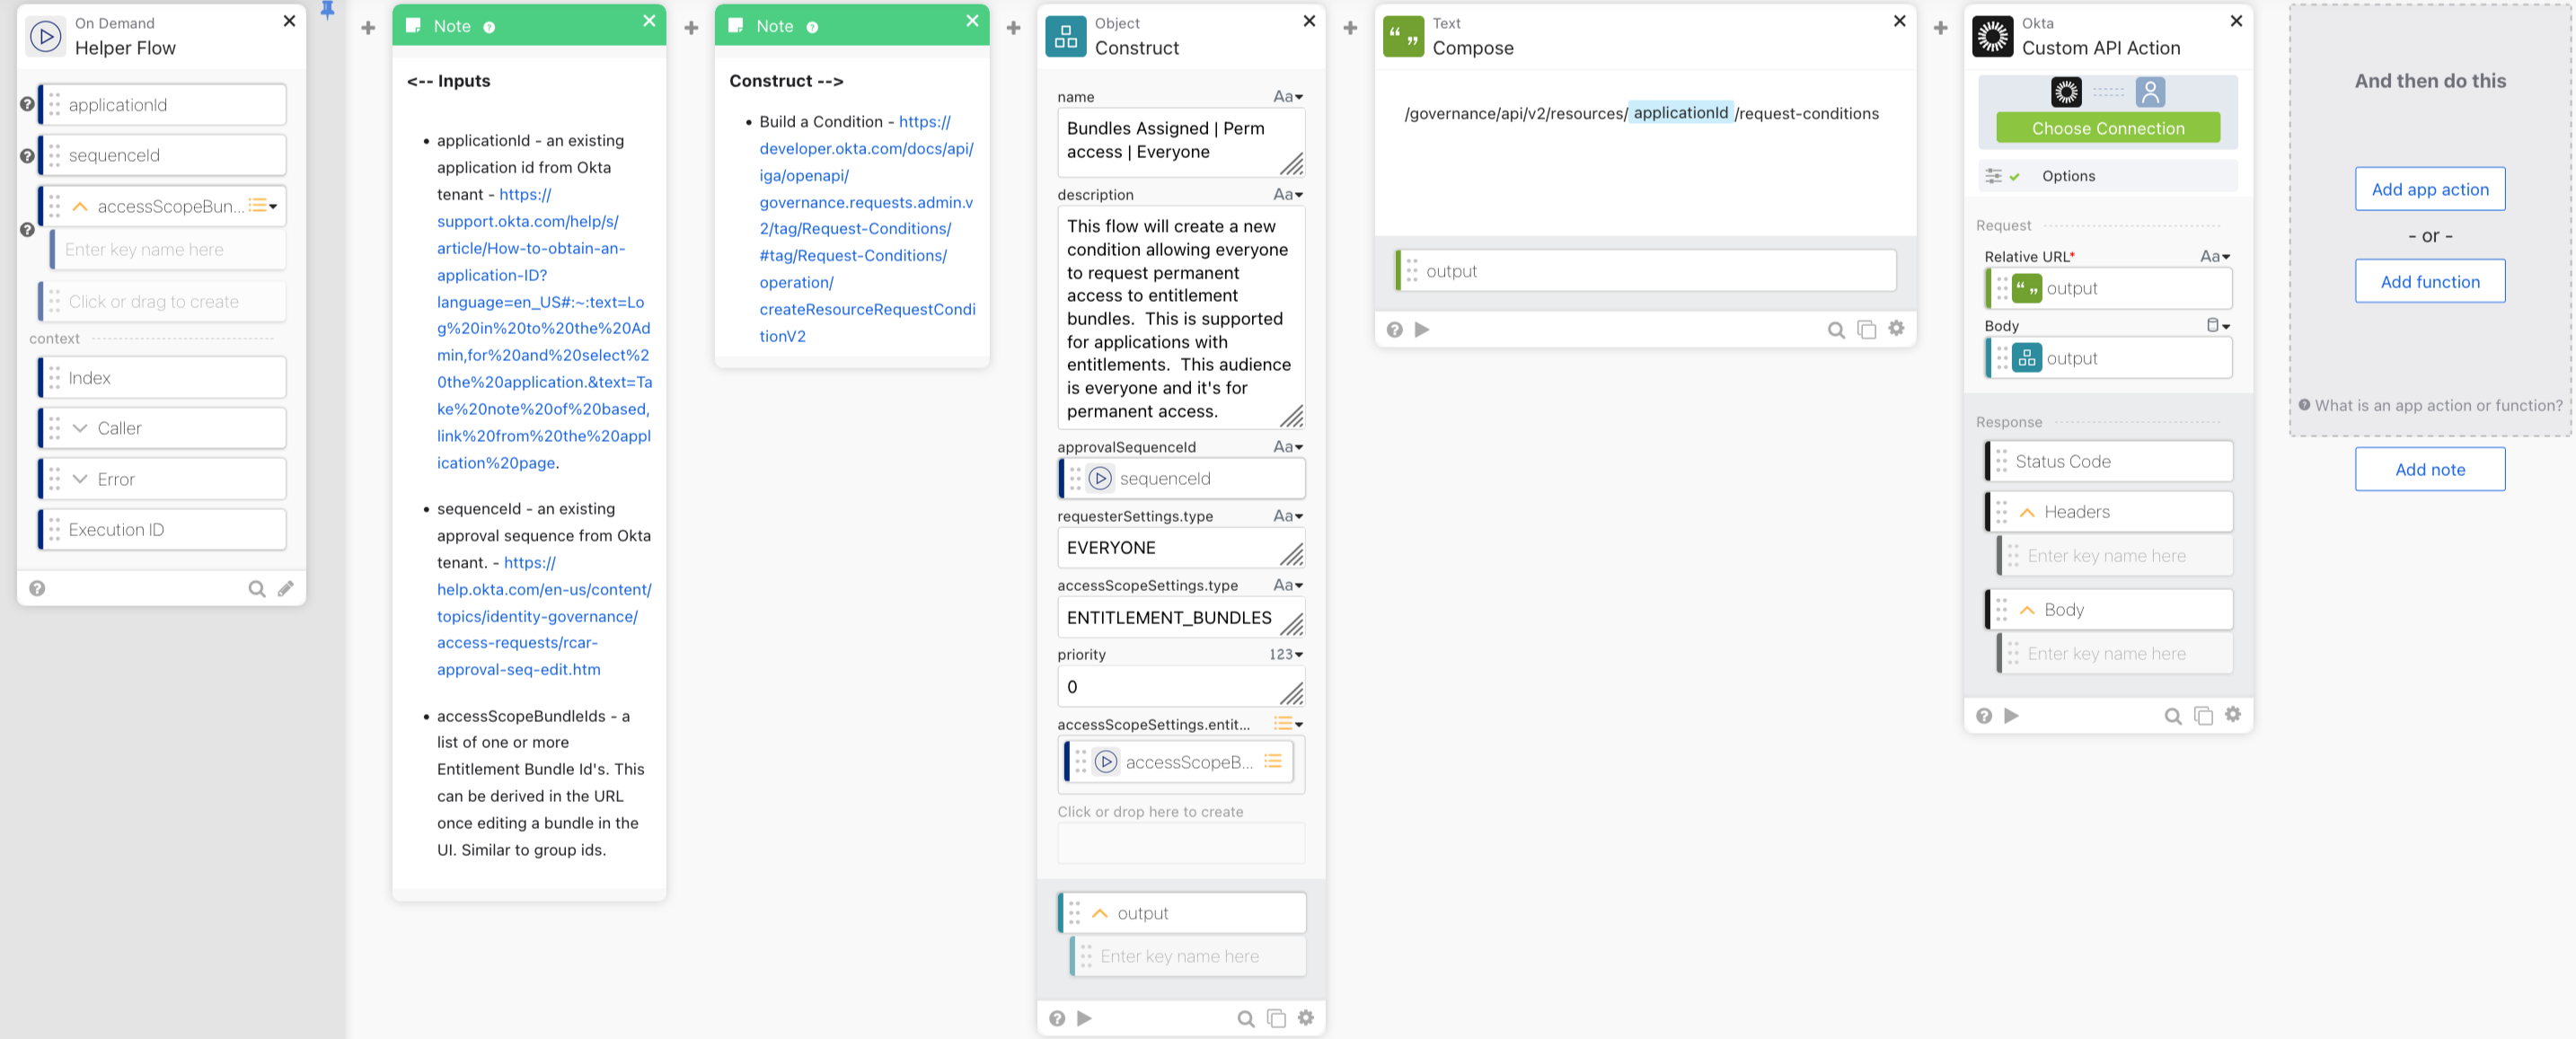 On Demand
Helper Flow
applicationId
sequenceId
accessScopeBun...
Enter key name here
Click or drag to create
context
Index
Caller
Error
Execution ID
Note
<-- Inputs
applicationId - an existing
application id from Okta
tenant - https://
support.okta.com/help/s/
article/How-to-obtain-an-
application-ID?
language=en_US#:~:text=Lo
g%20in%20to%20the%20Ad
min,for%20and%20select%2
0the%20application.&text=Ta
ke%20note%20of%20based,
link%20from%20the%20appl
ication%20page.
sequenceId - an existing
approval sequence from Okta
tenant. - https://
help.okta.com/en-us/content/
topics/identity-governance/
access-requests/rcar-
approval-seq-edit.htm
accessScopeBundleIds - a
list of one or more
Entitlement Bundle Id's. This
can be derived in the URL
once editing a bundle in the
UI. Similar to group ids.
Note
Construct -->
Build a Condition - https://
developer.okta.com/docs/api/
iga/openapi/
governance.requests.admin.v
2/tag/Request-Conditions/
#tag/Request-Conditions/
operation/
createResourceRequestCondi
tionV2
Object
Construct
name
Aa
Bundles Assigned | Perm
access | Everyone
description
Aa
This flow will create a new
condition allowing everyone
to request permanent
access to entitlement
bundles.  This is supported
for applications with
entitlements.  This audience
is everyone and it's for
permanent access.
approvalSequenceId
Aa
sequenceId
requesterSettings.type
Aa
EVERYONE
accessScopeSettings.type
Aa
ENTITLEMENT_BUNDLES
priority
123
0
accessScopeSettings.entit...
accessScopeB...
Click or drop here to create
output
Enter key name here
Text
Compose
/governance/api/v2/resources/ applicationId /request-conditions
output
Okta
Custom API Action
Choose Connection
Options
Request
Relative URL*
Aa
output
Body
output
Response
Status Code
Headers
Enter key name here
Body
Enter key name here
And then do this
Add app action
- or -
Add function
What is an app action or function?
Add note